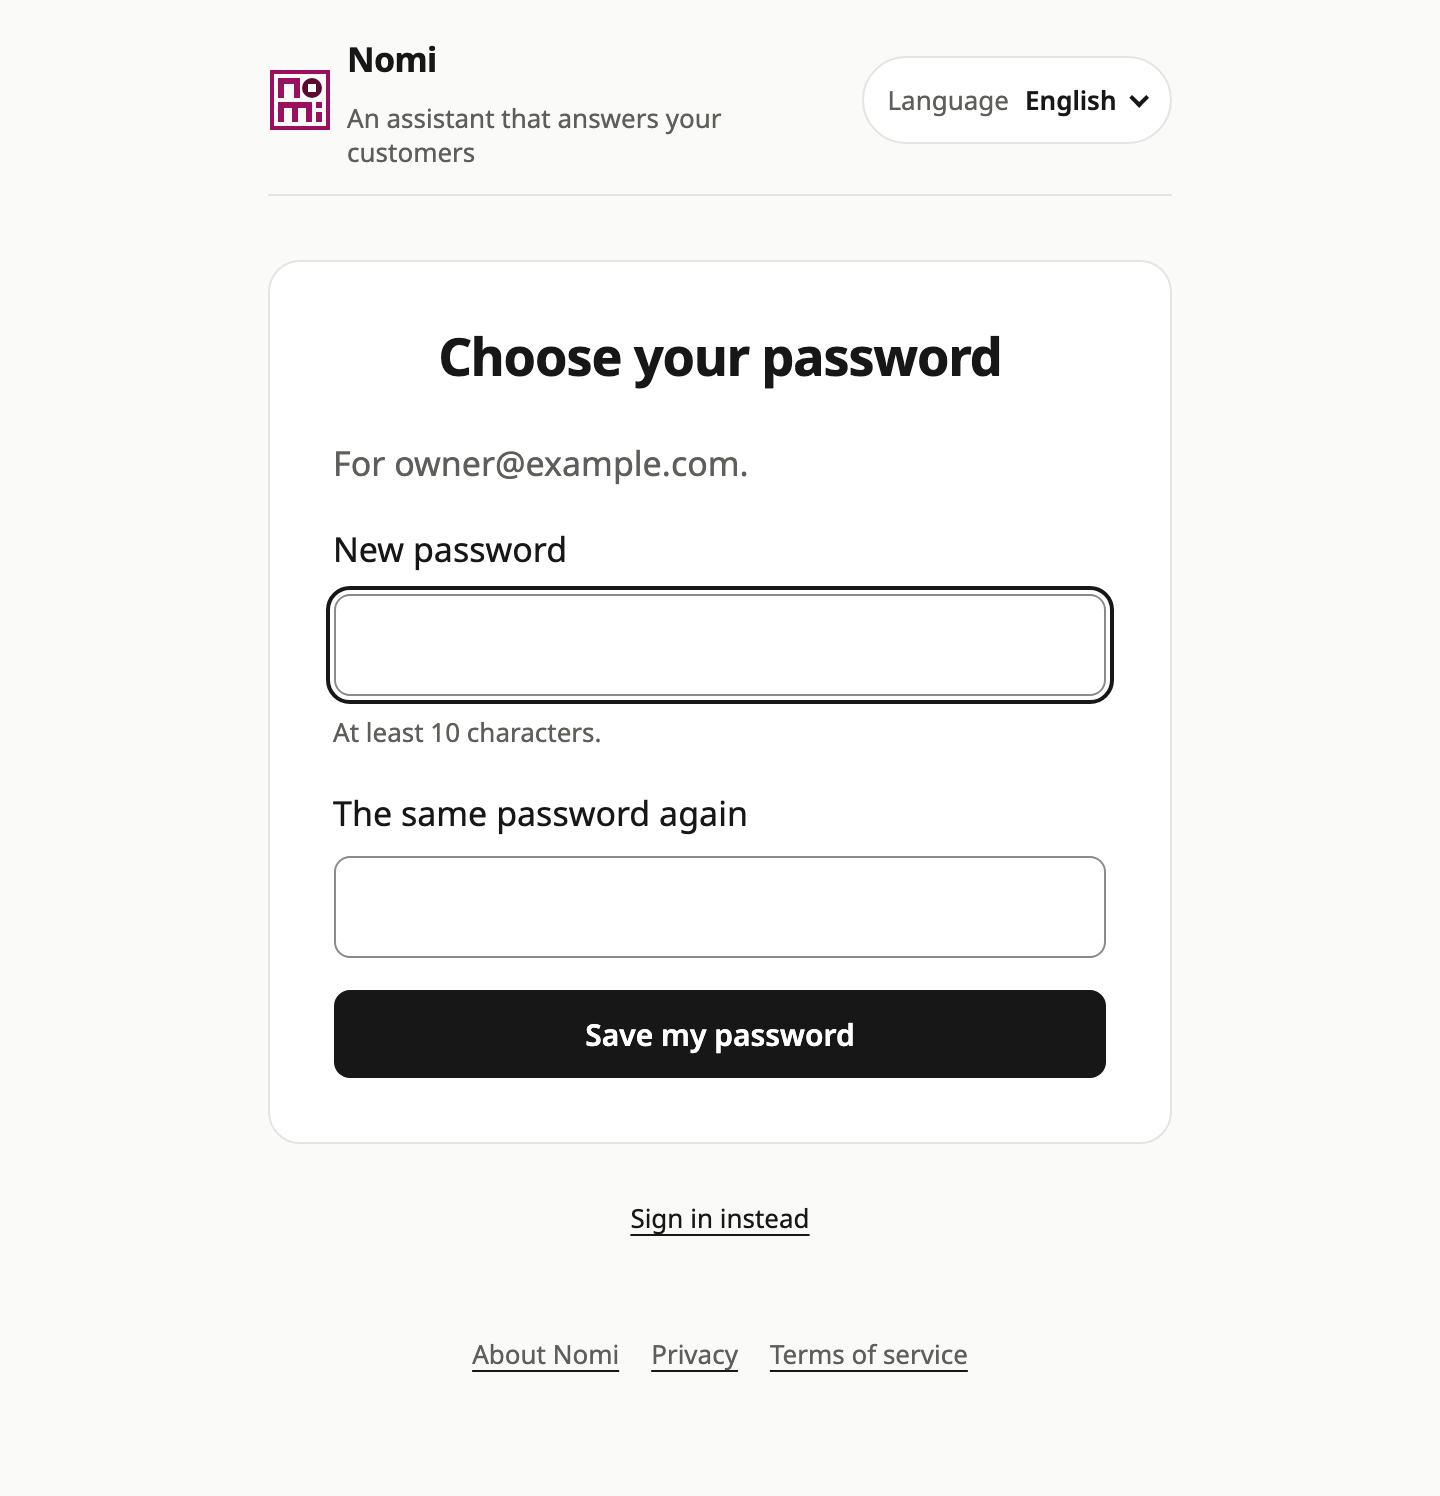 nomi
Nomi
An assistant that answers your
customers
Language English
Choose your password
For owner@example.com.
New password
At least 10 characters.
The same password again
Save my password
Sign in instead
About Nomi Privacy Terms of service